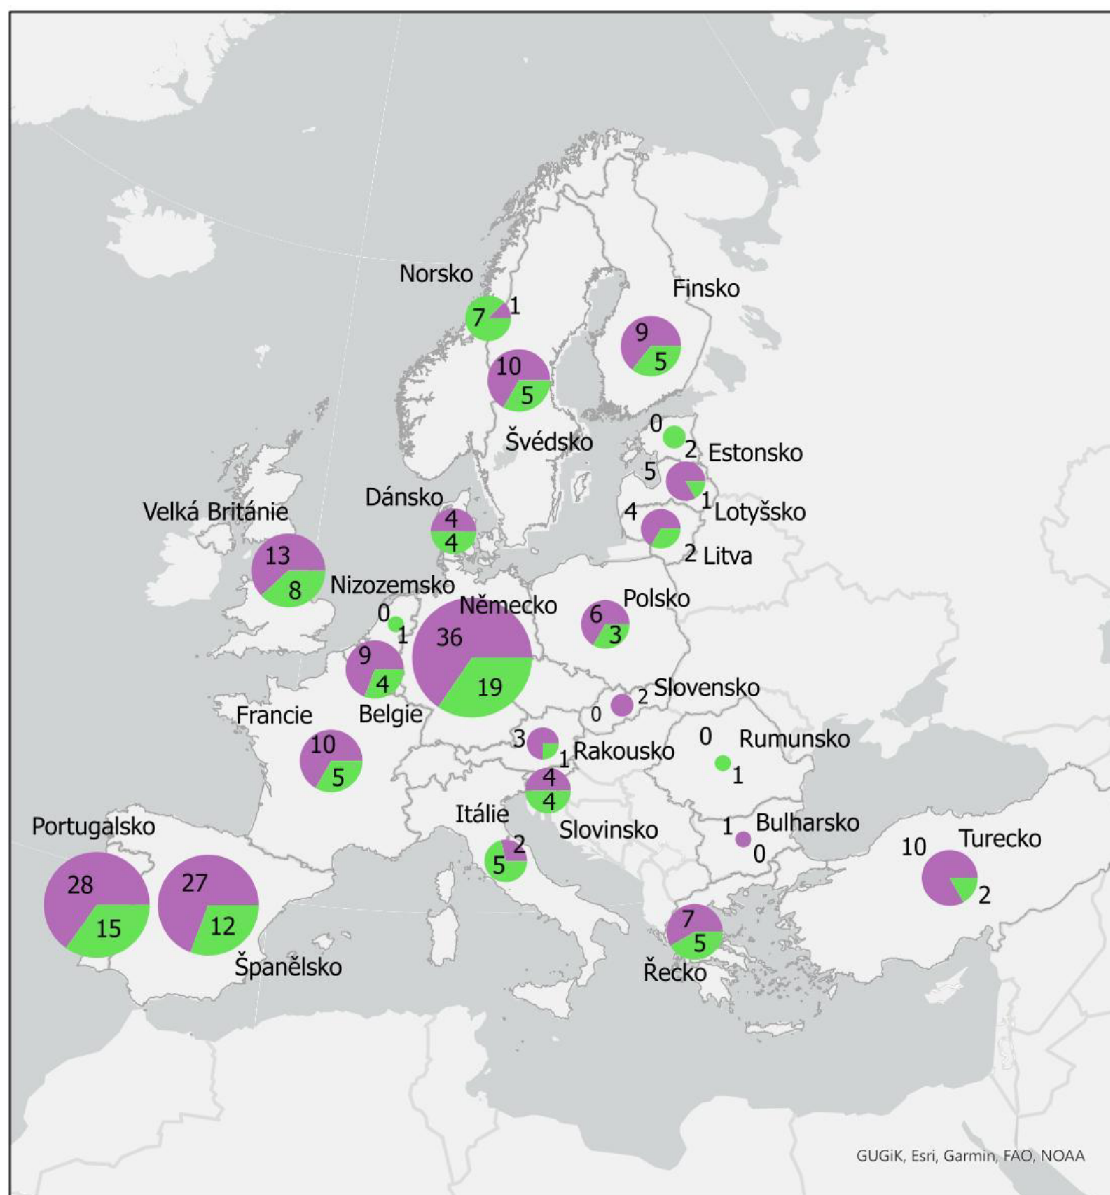 Norsko
7
1
Finsko
9
5
10
5
Švédsko
0
2
Estonsko
5
1
Lotyšsko
4
2
Litva
Dánsko
4
4
Velká Británie
13
8
Nizozemsko
0
1
Německo
36
19
Polsko
6
3
9
4
Belgie
2
Slovensko
0
Francie
10
5
3
1
Rakousko
0
Rumunsko
1
4
4
Slovinsko
Itálie
2
5
1
Bulharsko
0
Turecko
10
2
Portugalsko
28
15
27
12
Španělsko
7
5
Řecko
GUGiK, Esri, Garmin, FAO, NOAA